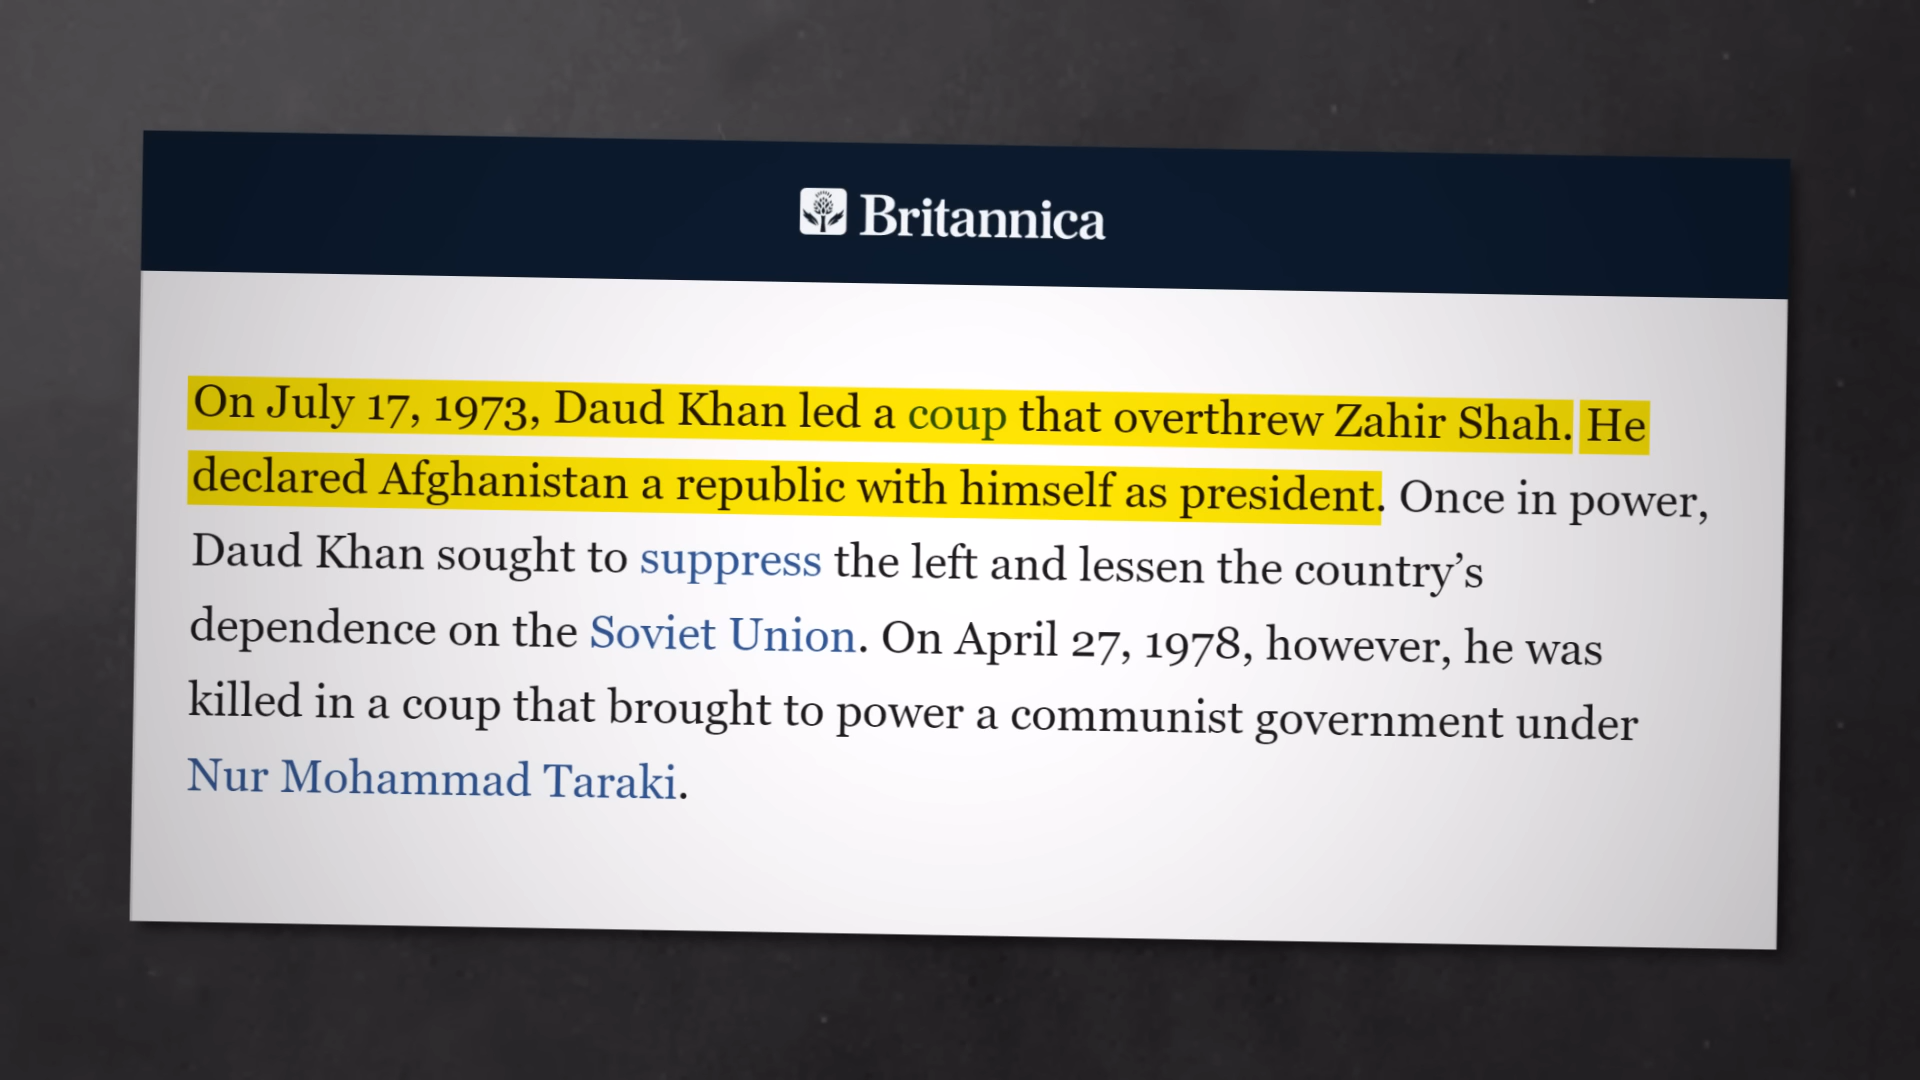 Britannica
On July 17, 1973, Daud Khan led a coup that overthrew Zahir Shah. He
declared Afghanistan a republic with himself as president. Once in power,
Daud Khan sought to suppress the left and lessen the country’s
dependence on the Soviet Union. On April 27, 1978, however, he was
killed in a coup that brought to power a communist government under
Nur Mohammad Taraki.